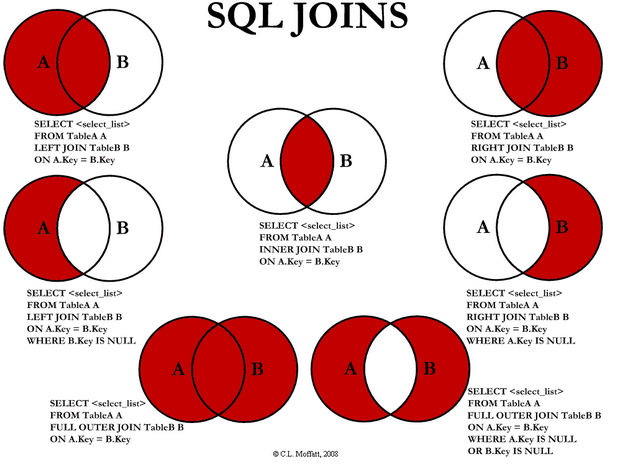 SQL JOINS
A B
SELECT <select_list>
FROM TableA A
LEFT JOIN TableB B
ON A.Key = B.Key
A B
SELECT <select_list>
FROM TableA A
RIGHT JOIN TableB B
ON A.Key = B.Key
A B
SELECT <select_list>
FROM TableA A
INNER JOIN TableB B
ON A.Key = B.Key
A B
SELECT <select_list>
FROM TableA A
LEFT JOIN TableB B
ON A.Key = B.Key
WHERE B.Key IS NULL
A B
SELECT <select_list>
FROM TableA A
RIGHT JOIN TableB B
ON A.Key = B.Key
WHERE A.Key IS NULL
A B
SELECT <select_list>
FROM TableA A
FULL OUTER JOIN TableB B
ON A.Key = B.Key
A B
SELECT <select_list>
FROM TableA A
FULL OUTER JOIN TableB B
ON A.Key = B.Key
WHERE A.Key IS NULL
OR B.Key IS NULL
© C.L. Moffatt, 2008